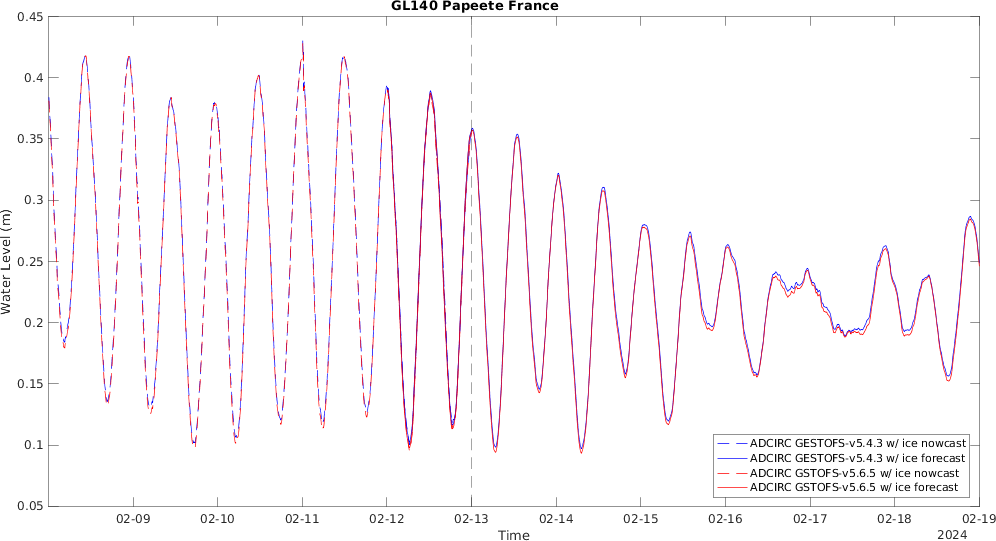 GL140 Papeete France
Water Level (m)
0.45
0.4
0.35
0.3
0.25
0.2
0.15
0.1
0.05
ADCIRC GESTOFS-v5.4.3 w/ ice nowcast
ADCIRC GESTOFS-v5.4.3 w/ ice forecast
ADCIRC GSTOFS-v5.6.5 w/ ice nowcast
ADCIRC GSTOFS-v5.6.5 w/ ice forecast
02-09 02-10 02-11 02-12 02-13 02-14 02-15 02-16 02-17 02-18 02-19
Time
2024